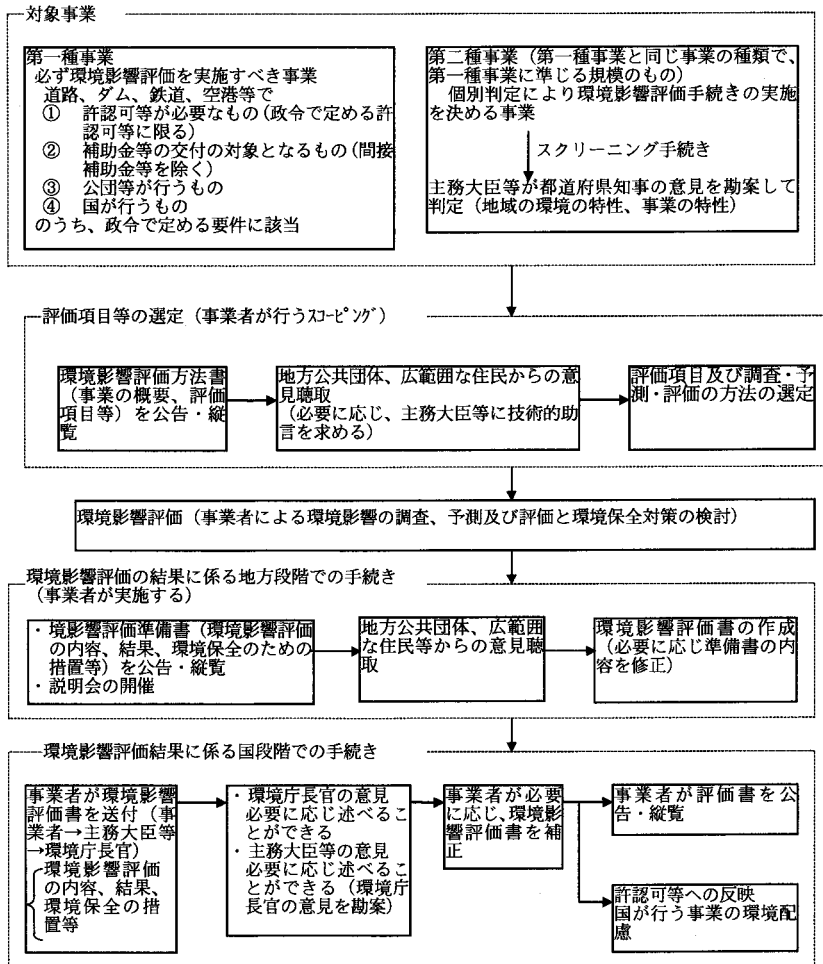 対象事業
第一種事業
必ず環境影響評価を実施すべき事業
道路、ダム、鉄道、空港等で
① 許認可等が必要なもの(政令で定める許
認可等に限る)
② 補助金等の交付の対象となるもの(間接
補助金等を除く)
③ 公団等が行うもの
④ 国が行うもの
のうち、政令で定める要件に該当
第二種事業(第一種事業と同じ事業の種類で、
第一種事業に準じる規模のもの)
個別判定により環境影響評価手続きの実施
を決める事業
スクリーニング手続き
主務大臣等が都道府県知事の意見を勘案して
判定(地域の環境の特性、事業の特性)
評価項目等の選定(事業者が行うスコーピング)
環境影響評価方法書
(事業の概要、評価
項目等)を公告・縦
覧
地方公共団体、広範囲な住民からの意
見聴取
(必要に応じ、主務大臣等に技術的助
言を求める)
評価項目及び調査・予
測・評価の方法の選定
環境影響評価(事業者による環境影響の調査、予測及び評価と環境保全対策の検討)
環境影響評価の結果に係る地方段階での手続き
(事業者が実施する)
・境影響評価準備書(環境影響評価
の内容、結果、環境保全のための
措置等)を公告・縦覧
・説明会の開催
地方公共団体、広範囲
な住民等からの意見聴
取
環境影響評価書の作成
(必要に応じ準備書の内
容を修正)
環境影響評価結果に係る国段階での手続き
事業者が環境影響
評価書を送付(事
業者→主務大臣等
→環境庁長官)
環境影響評価
の内容、結果、
環境保全の措
置等
・環境庁長官の意見
必要に応じ述べるこ
とができる
・主務大臣等の意見
必要に応じ述べるこ
とができる(環境庁
長官の意見を勘案)
事業者が必要
に応じ、環境影
響評価書を補
正
事業者が評価書を公
告・縦覧
許認可等への反映
国が行う事業の環境配
慮